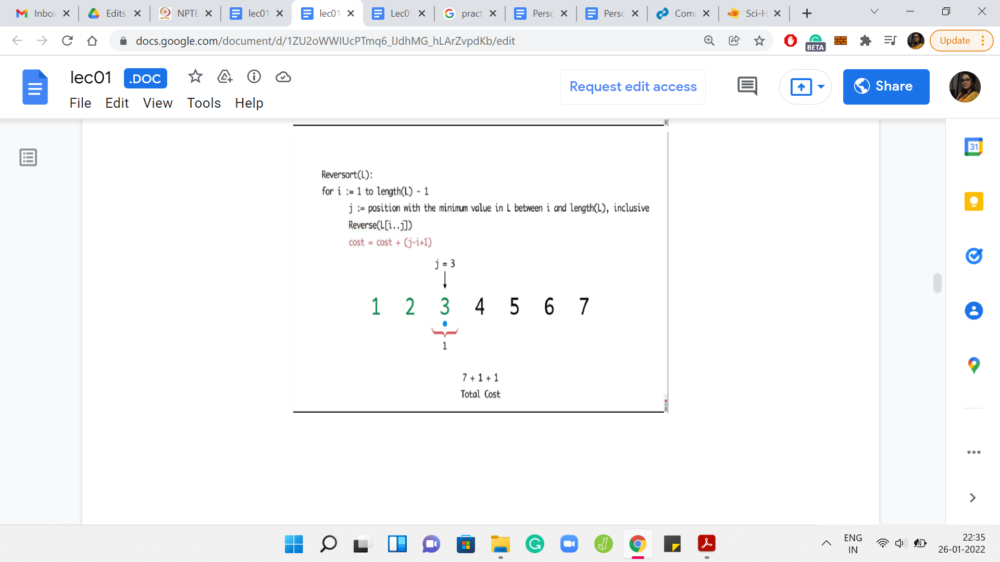 Inbo
Edits
NPTE
lec01
lec01
Lec0
pract
Perso
Perso
Com
Sci-H
docs.google.com/document/d/1ZU2oWWIUcPTmq6_lJdhMG_hLArZvpdKb/edit
BETA
Update
lec01 .DOC
File Edit View Tools Help
Request edit access
Share
31
Reversort(L):
for i := 1 to length(L) - 1
j := position with the minimum value in L between i and length(L), inclusive
Reverse(L[i..j])
cost = cost + (j-i+1)
j = 3
1 2 3 4 5 6 7
1
7 + 1 + 1
Total Cost
ENG
IN
22:35
26-01-2022